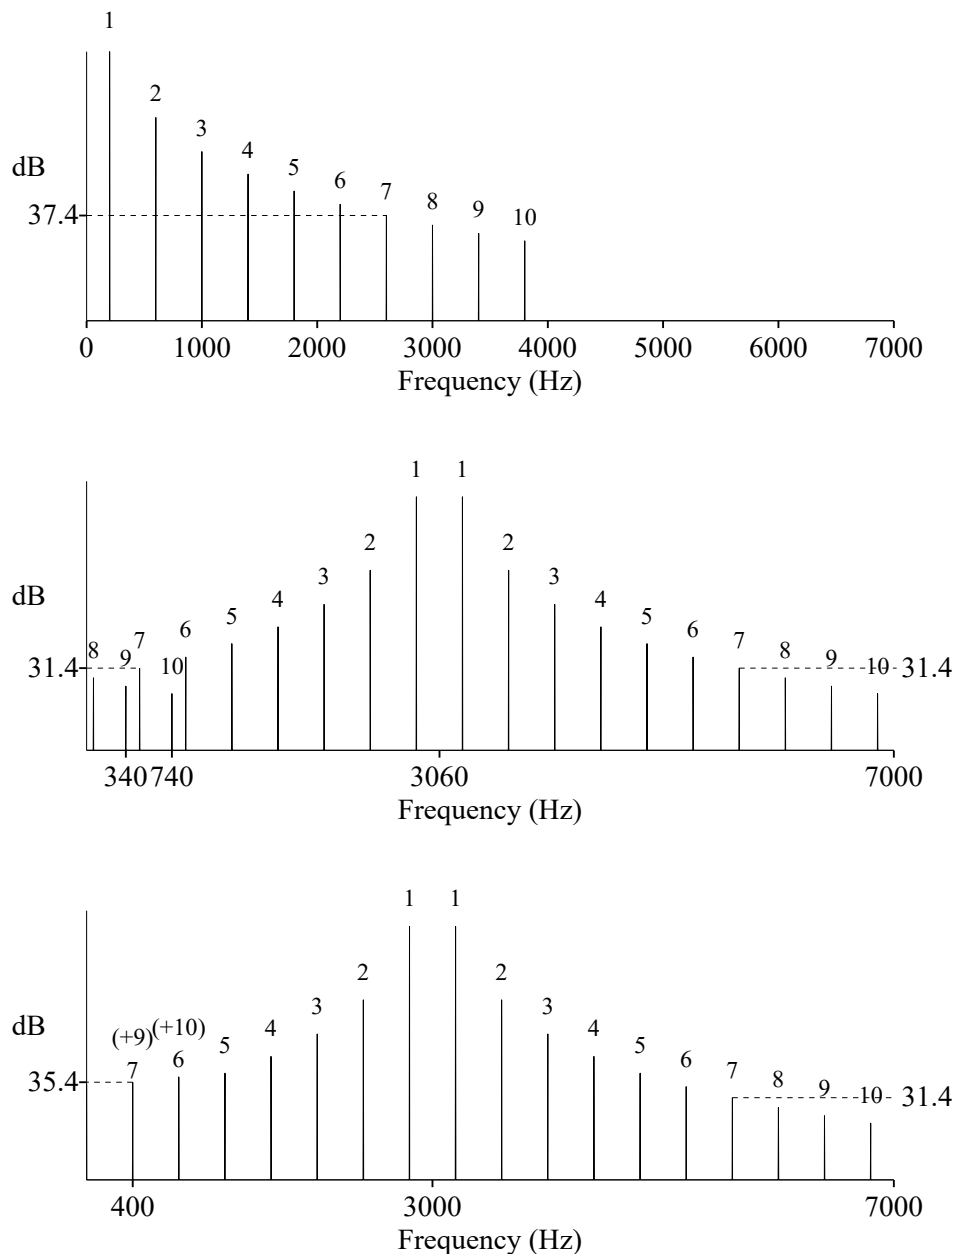 1
2
3
4
5
6
7
8
9
10
dB
37.4
0 1000 2000 3000 4000 5000 6000 7000
Frequency (Hz)
1 1
2 2
3 3
4 4
5 5
6 6
7 7
8 8
9 9
10 10
dB
31.4 31.4
340 740 3060 7000
Frequency (Hz)
1 1
2 2
3 3
4 4
5 5
(+9) (+10)
7 6 6 7 8 9 10
dB
35.4 31.4
400 3000 7000
Frequency (Hz)